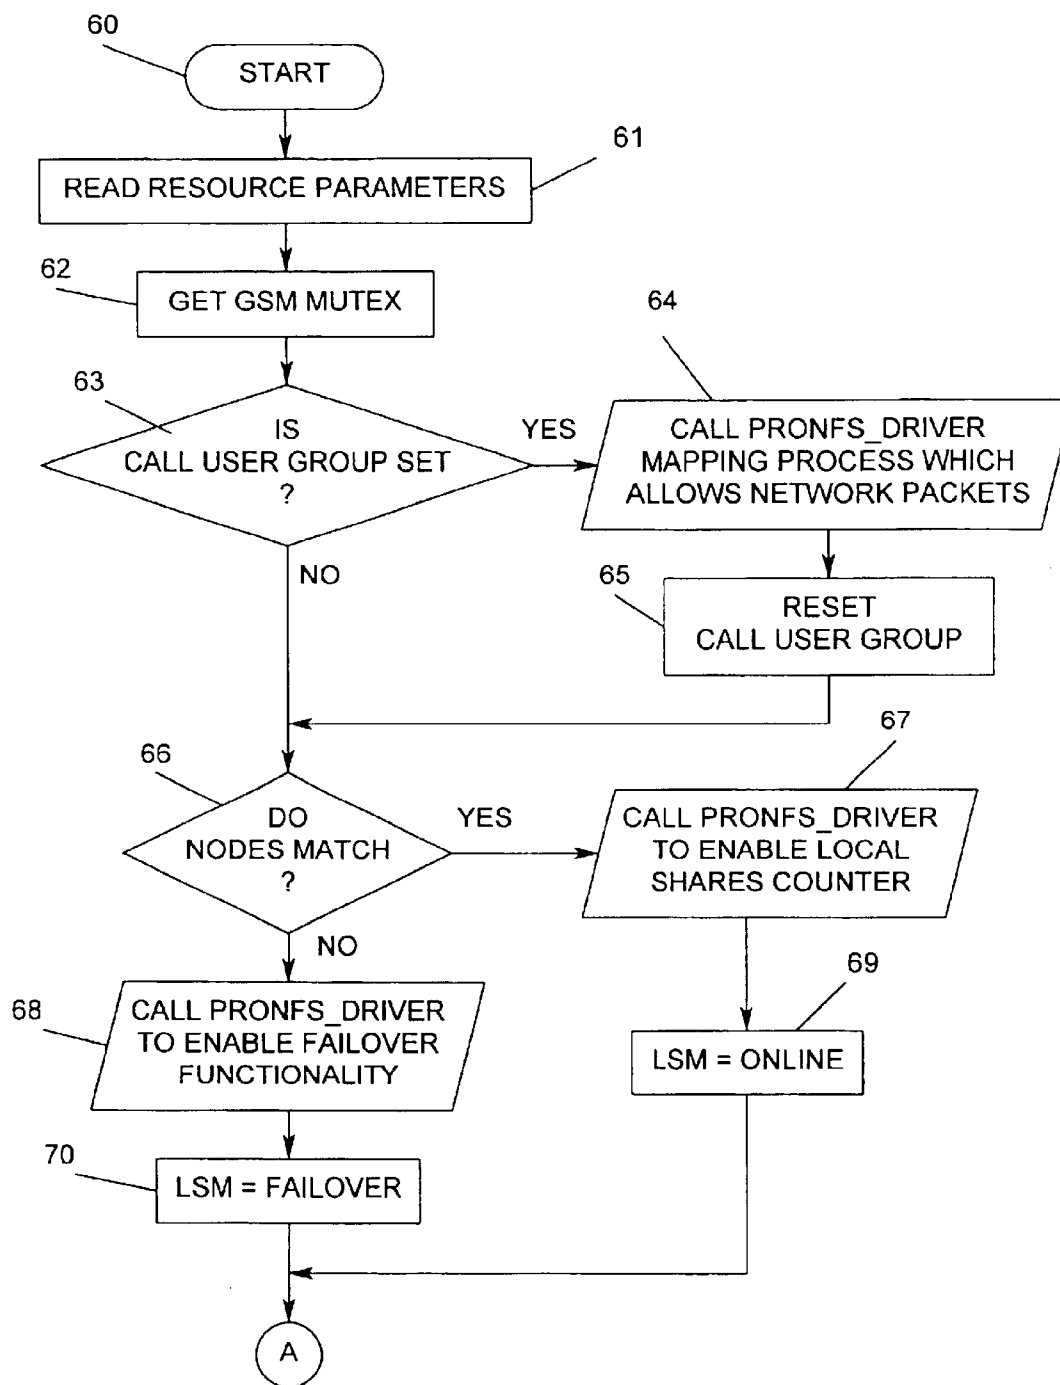 60
START
61
READ RESOURCE PARAMETERS
62
GET GSM MUTEX
63
IS
CALL USER GROUP SET
?
YES
NO
64
CALL PRONFS_DRIVER
MAPPING PROCESS WHICH
ALLOWS NETWORK PACKETS
65
RESET
CALL USER GROUP
66
DO
NODES MATCH
?
YES
NO
67
CALL PRONFS_DRIVER
TO ENABLE LOCAL
SHARES COUNTER
68
CALL PRONFS_DRIVER
TO ENABLE FAILOVER
FUNCTIONALITY
69
LSM = ONLINE
70
LSM = FAILOVER
A